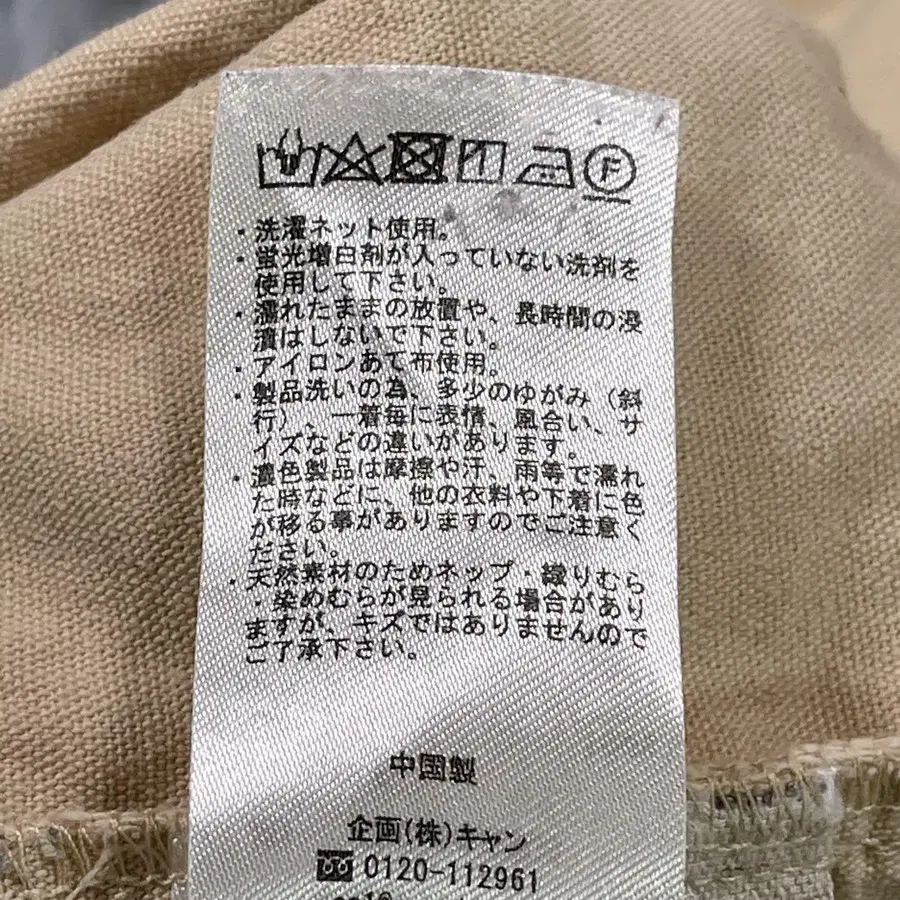 F
・洗濯ネット使用。
・蛍光増白剤が入っていない洗剤を
使用して下さい。
・濡れたままの放置や、長時間の浸
漬はしないで下さい。
・アイロンあて布使用。
・製品洗いの為、多少のゆがみ(斜
行)、一着毎に表情、風合い、サ
イズなどの違いがあります。
・濃色製品は摩擦や汗、雨等で濡れ
た時などに、他の衣料や下着に色
が移る事がありますのでご注意く
ださい。
・天然素材のためネップ・織りむら
・染めむらが見られる場合があり
ますが、キズではありませんので
ご了承下さい。
中国製
企画(株)キャン
0120-112961